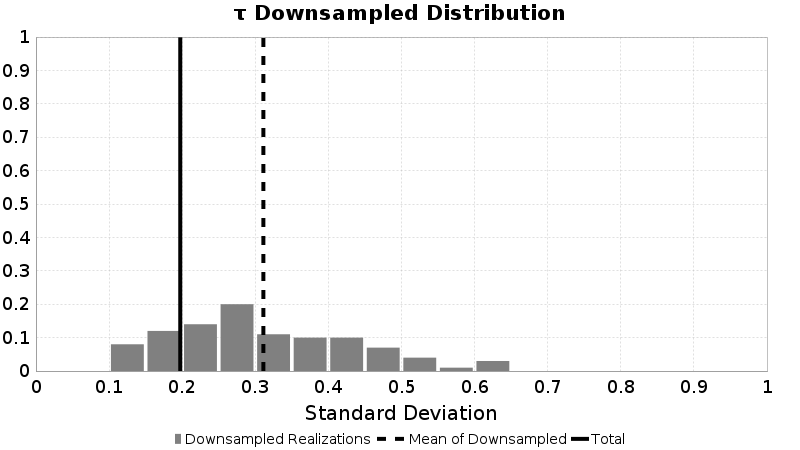 τ Downsampled Distribution
1
0.9
0.8
0.7
0.6
0.5
0.4
0.3
0.2
0.1
0
0 0.1 0.2 0.3 0.4 0.5 0.6 0.7 0.8 0.9 1
Standard Deviation
Downsampled Realizations Mean of Downsampled Total